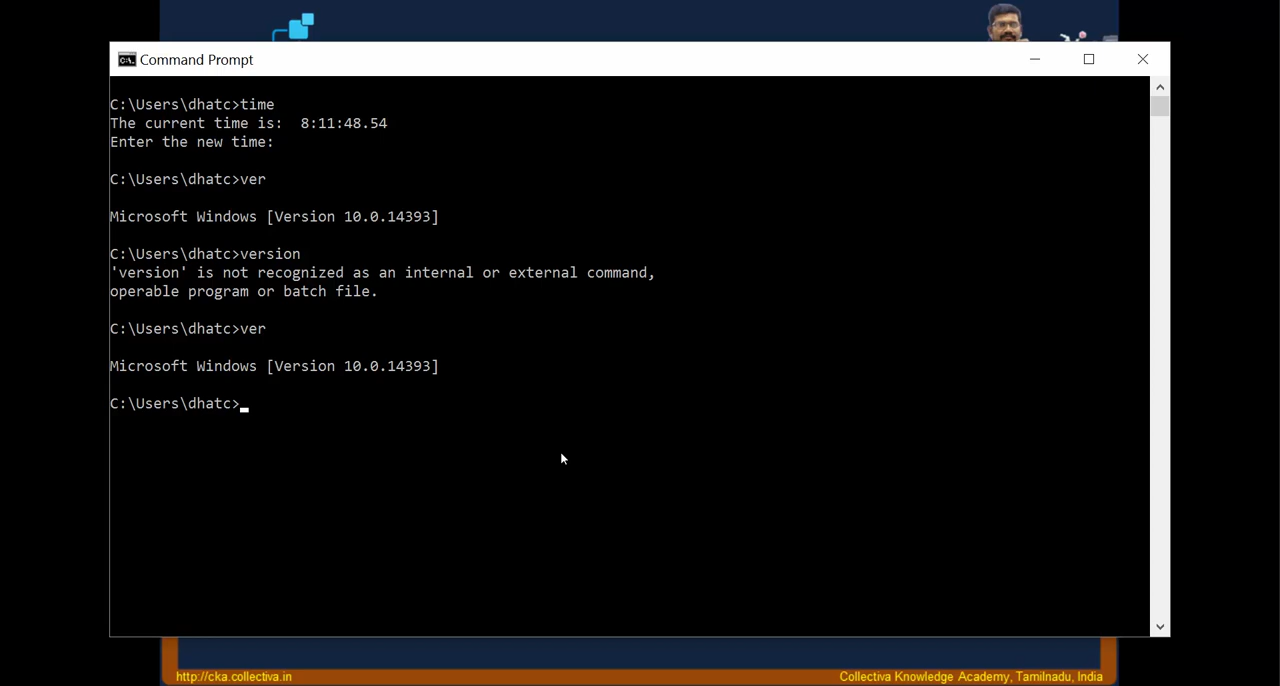 Command Prompt
C:\Users\dhatc>time
The current time is:  8:11:48.54
Enter the new time:
C:\Users\dhatc>ver
Microsoft Windows [Version 10.0.14393]
C:\Users\dhatc>version
'version' is not recognized as an internal or external command,
operable program or batch file.
C:\Users\dhatc>ver
Microsoft Windows [Version 10.0.14393]
C:\Users\dhatc>
http://cka.collectiva.in
Collectiva Knowledge Academy, Tamilnadu, India